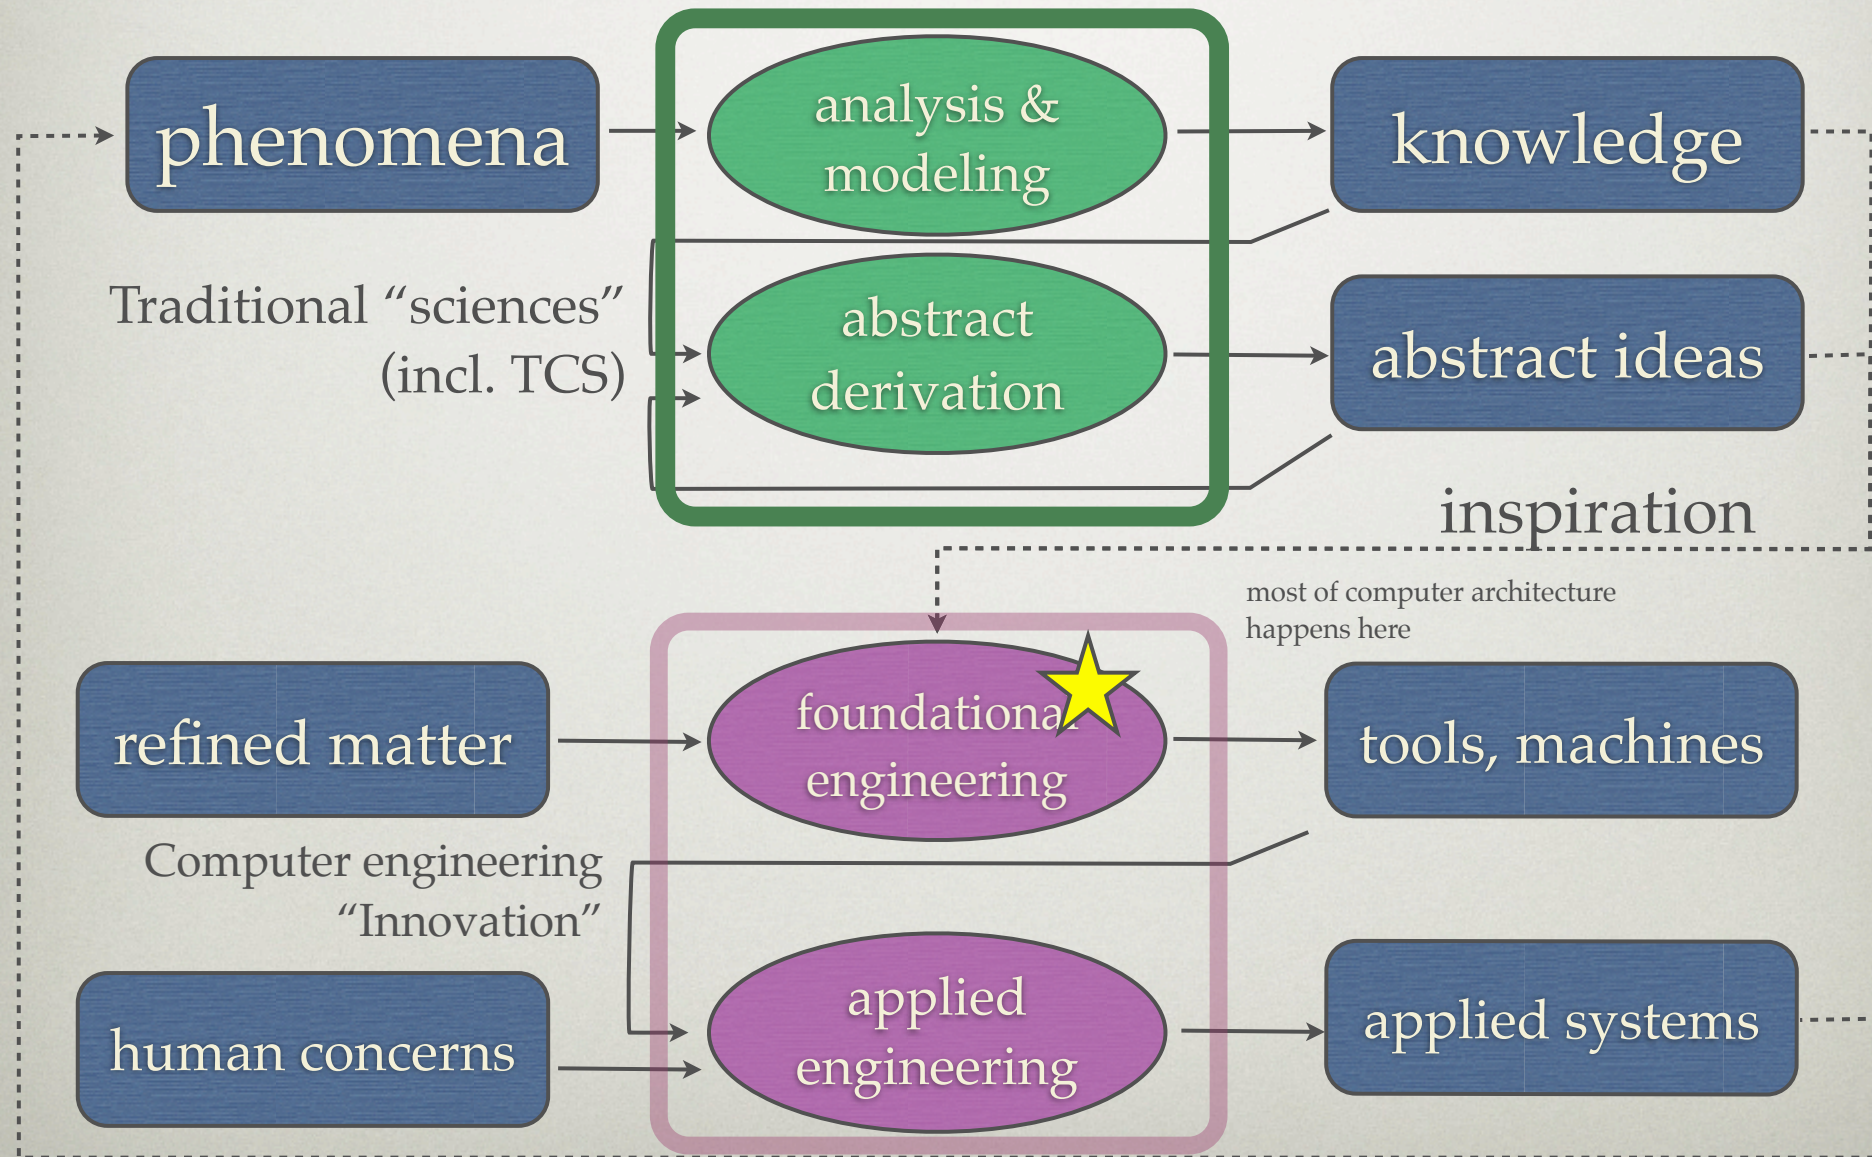 phenomena
analysis &
modeling
knowledge
Traditional “sciences”
(incl. TCS)
abstract
derivation
abstract ideas
inspiration
most of computer architecture
happens here
refined matter
foundational
engineering
tools, machines
Computer engineering
“Innovation”
human concerns
applied
engineering
applied systems